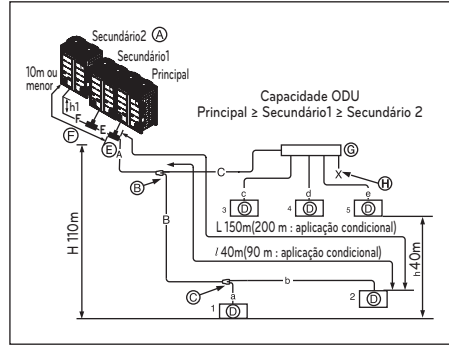 Secundário2 Ⓐ
Secundário1
Principal
10m ou menor
h1
F
E
Ⓕ
Ⓔ
A
Capacidade ODU
Principal ≥ Secundário1 ≥ Secundário 2
Ⓖ
C
Ⓑ
X
Ⓗ
c
d
e
3 Ⓓ
4 Ⓓ
5 Ⓓ
H 110m
B
L 150m(200 m : aplicação condicional)
l 40m(90 m : aplicação condicional)
h 40m
Ⓒ
b
a
1 Ⓓ
2 Ⓓ